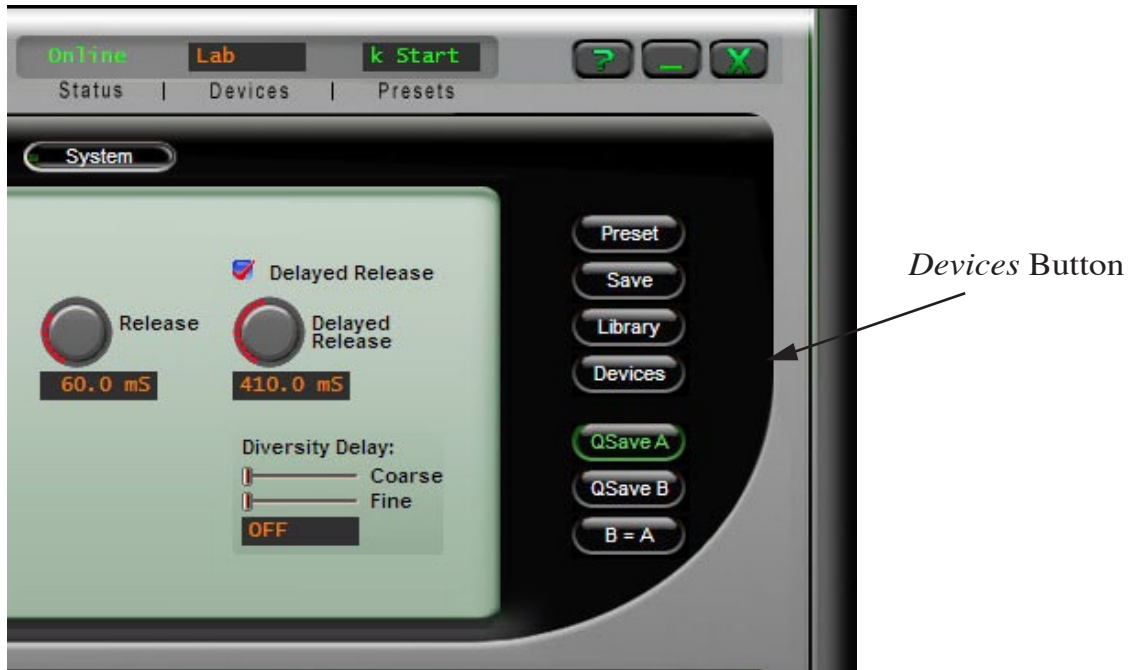 Online Lab k Start
Status | Devices | Presets
? _ X
System
Preset
Save
Library
Devices
QSave A
QSave B
B = A
Delayed Release
Release
60.0 mS
Delayed
Release
410.0 mS
Diversity Delay:
Coarse
Fine
OFF
Devices Button